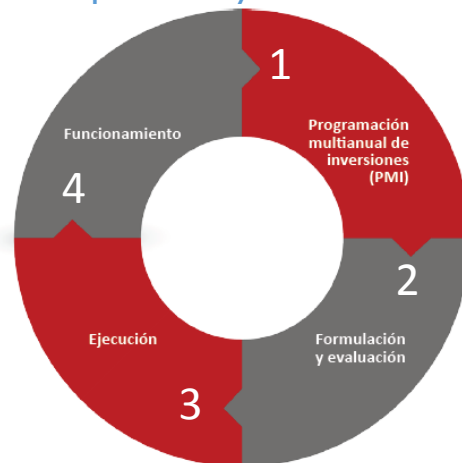 1
Programación
multianual de
inversiones
(PMI)
2
Formulación
y evaluación
3
Ejecución
4
Funcionamiento